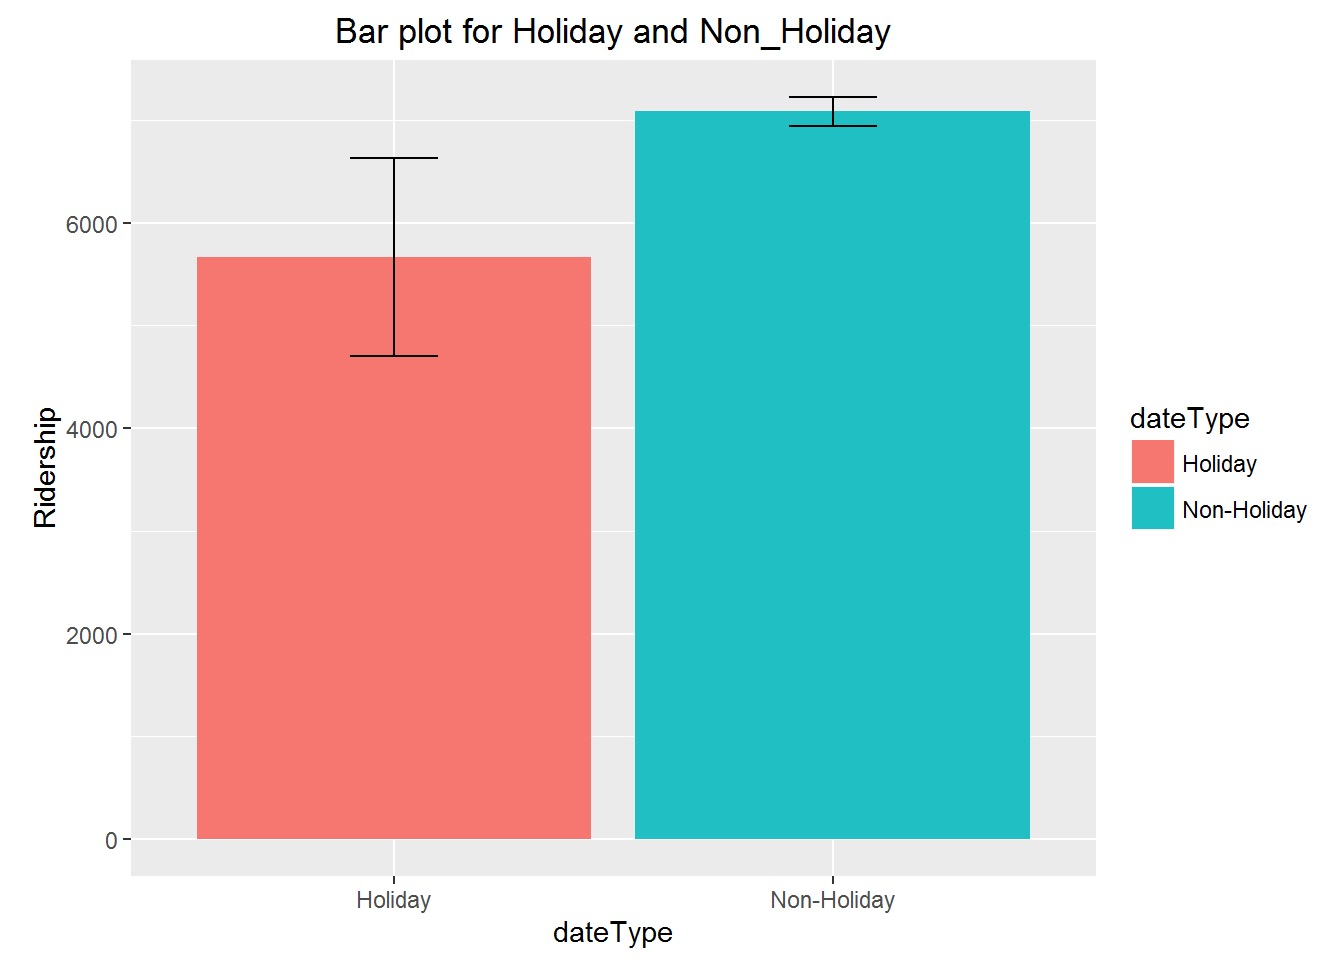 Bar plot for Holiday and Non_Holiday
6000
4000
2000
0
Ridership
Holiday
Non-Holiday
dateType
dateType
Holiday
Non-Holiday